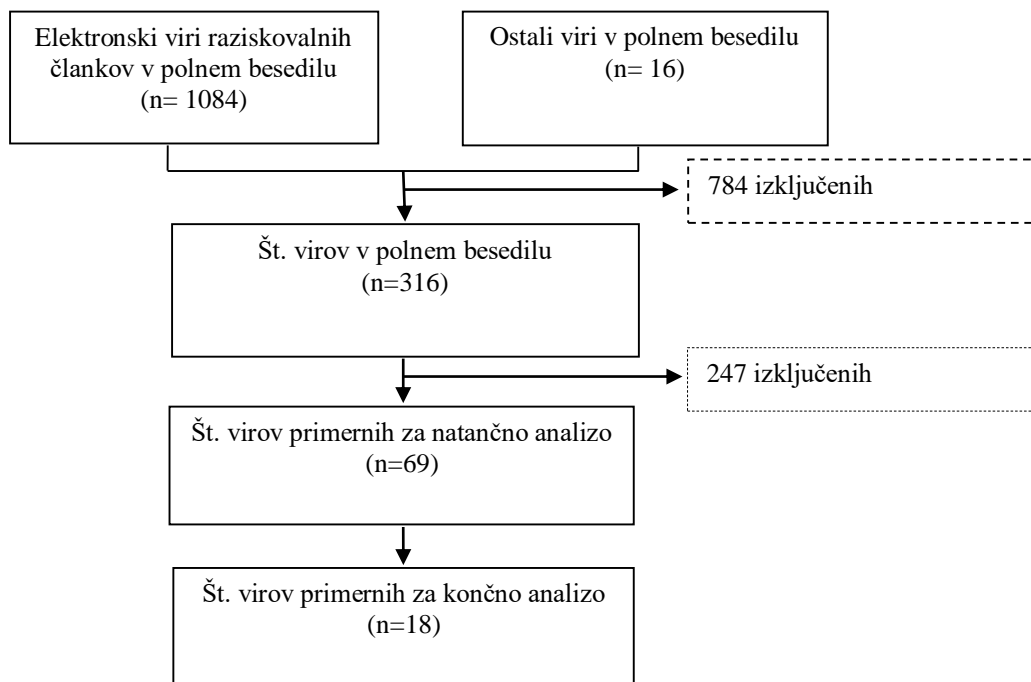 Elektronski viri raziskovalnih
člankov v polnem besedilu
(n= 1084)
Ostali viri v polnem besedilu
(n= 16)
784 izključenih
Št. virov v polnem besedilu
(n=316)
247 izključenih
Št. virov primernih za natančno analizo
(n=69)
Št. virov primernih za končno analizo
(n=18)